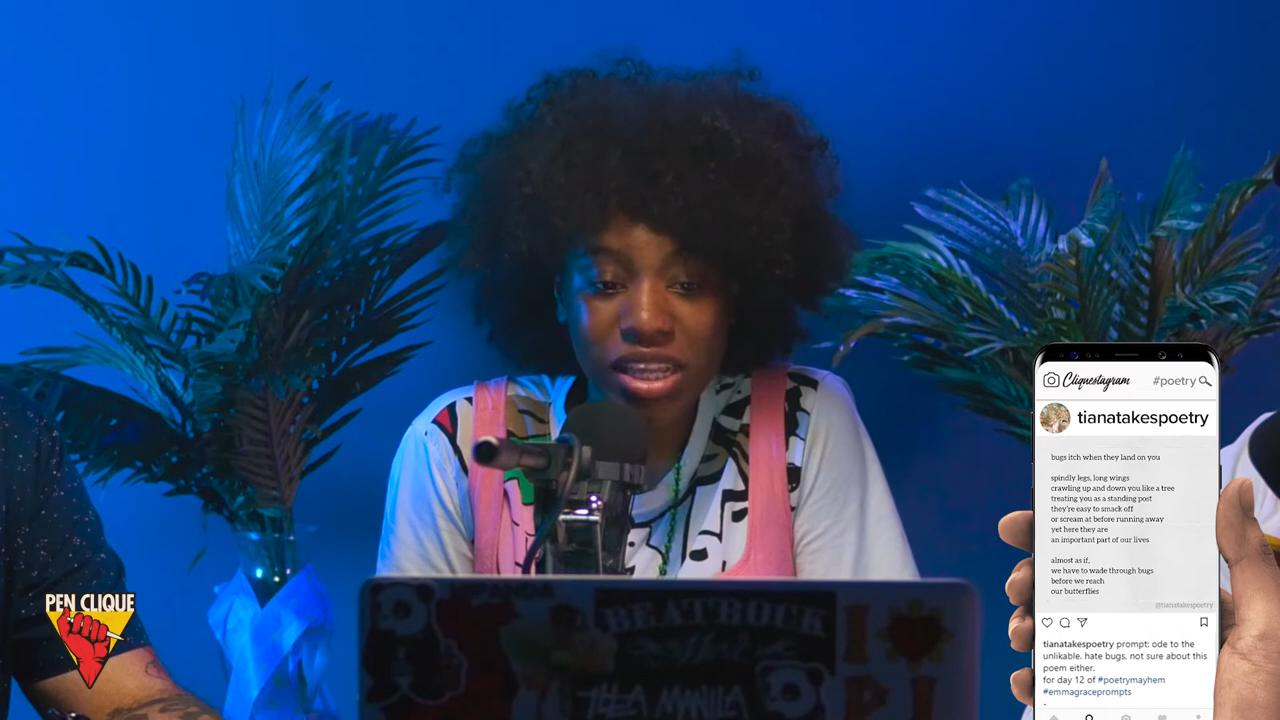 Cliquestagram #poetry
tianatakespoetry
bugs itch when they land on you
spindly legs, long wings
crawling up and down you like a tree
treating you as a standing post
they're easy to smack off
or scream at before running away
yet here they are
an important part of our lives
almost as if,
we have to wade through bugs
before we reach
our butterflies
@tianatakespoetry
tianatakespoetry prompt: ode to the
unlikable. hate bugs. not sure about this
poem either.
for day 12 of #poetrymayhem
#emmagraceprompts
-
PEN CLIQUE
BEATROCK
THA MANILA